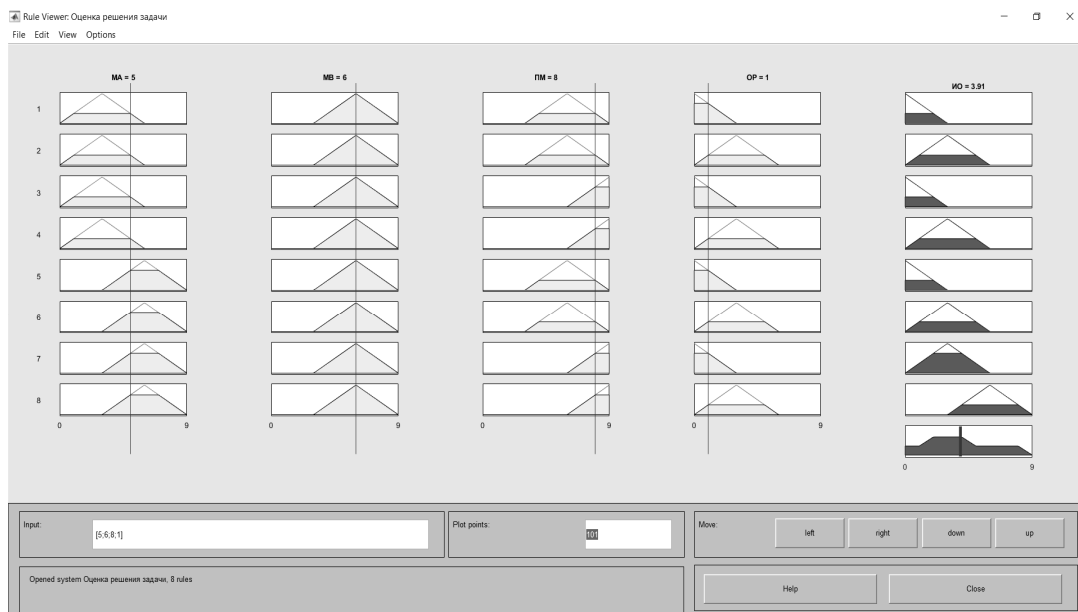 Rule Viewer: Оценка решения задачи
File Edit View Options
МА = 5
МВ = 6
ПМ = 8
ОР = 1
ИО = 3.91
1
2
3
4
5
6
7
8
0 9
0 9
0 9
0 9
0 9
Input:
[5;6;8;1]
Plot points:
101
Move:
left
right
down
up
Opened system Оценка решения задачи, 8 rules
Help
Close